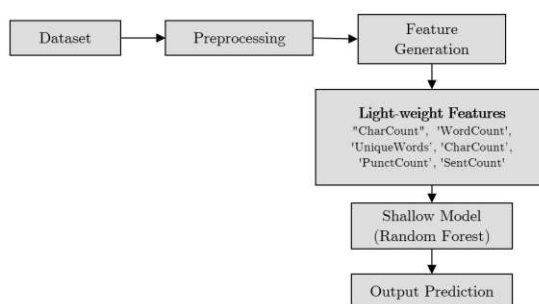 Dataset
Preprocessing
Feature
Generation
Light-weight Features
"CharCount", 'WordCount',
'UniqueWords', 'CharCount',
'PunctCount', 'SentCount'
Shallow Model
(Random Forest)
Output Prediction